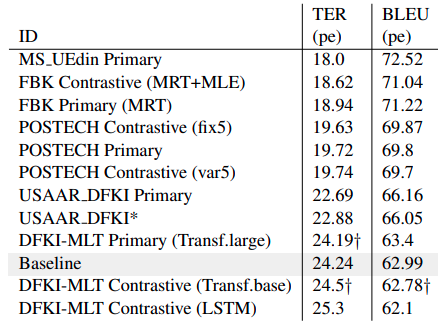 ID TER (pe) BLEU (pe)
MS_UEdin Primary 18.0 72.52
FBK Contrastive (MRT+MLE) 18.62 71.04
FBK Primary (MRT) 18.94 71.22
POSTECH Contrastive (fix5) 19.63 69.87
POSTECH Primary 19.72 69.8
POSTECH Contrastive (var5) 19.74 69.7
USAAR_DFKI Primary 22.69 66.16
USAAR_DFKI* 22.88 66.05
DFKI-MLT Primary (Transf.large) 24.19† 63.4
Baseline 24.24 62.99
DFKI-MLT Contrastive (Transf.base) 24.5† 62.78†
DFKI-MLT Contrastive (LSTM) 25.3 62.1